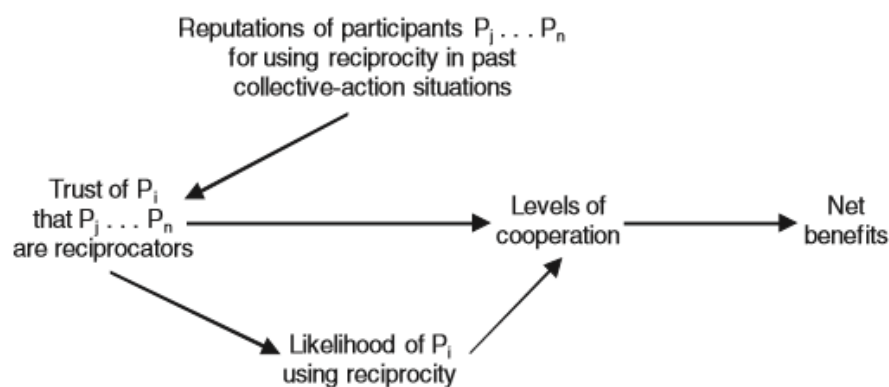 Reputations of participants Pj . . . Pn
for using reciprocity in past
collective-action situations
Trust of Pi
that Pj . . . Pn
are reciprocators
Levels of
cooperation
Net
benefits
Likelihood of Pi
using reciprocity